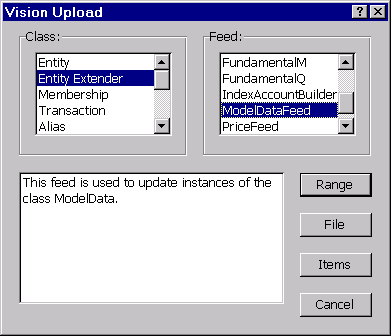 Vision Upload
Class:
Entity
Entity Extender
Membership
Transaction
Alias
Feed:
FundamentalM
FundamentalQ
IndexAccountBuilder
ModelDataFeed
PriceFeed
This feed is used to update instances of the
class ModelData.
Range
File
Items
Cancel